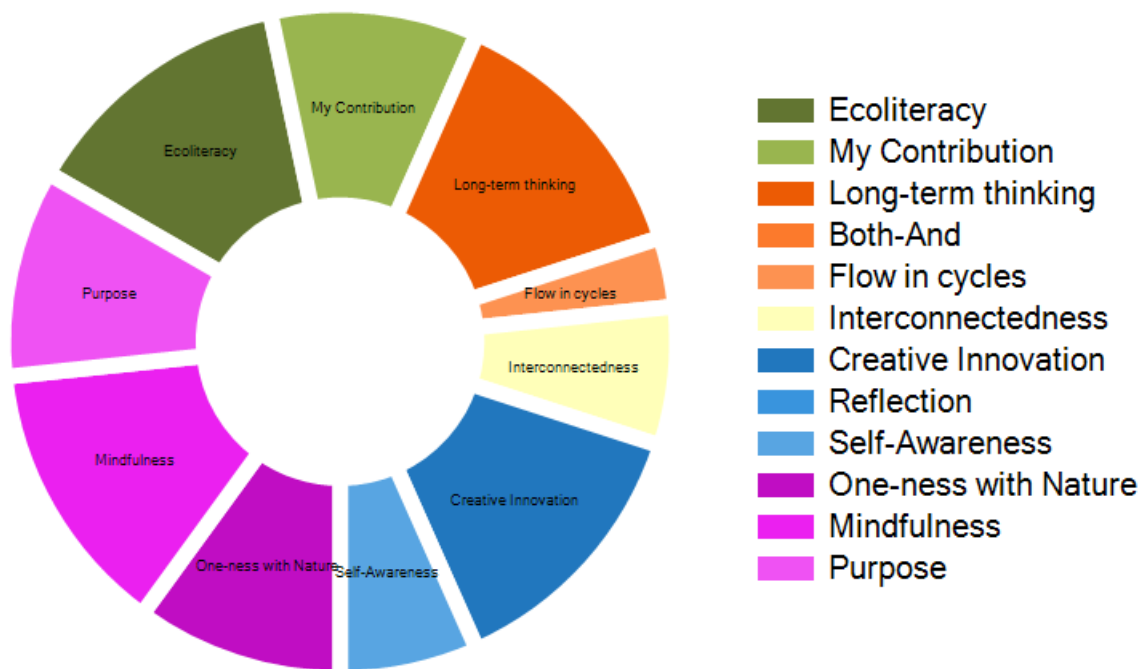 My Contribution
Ecoliteracy
Long-term thinking
Purpose
Flow in cycles
Interconnectedness
Mindfulness
Creative Innovation
One-ness with Nature
Self-Awareness
Ecoliteracy
My Contribution
Long-term thinking
Both-And
Flow in cycles
Interconnectedness
Creative Innovation
Reflection
Self-Awareness
One-ness with Nature
Mindfulness
Purpose